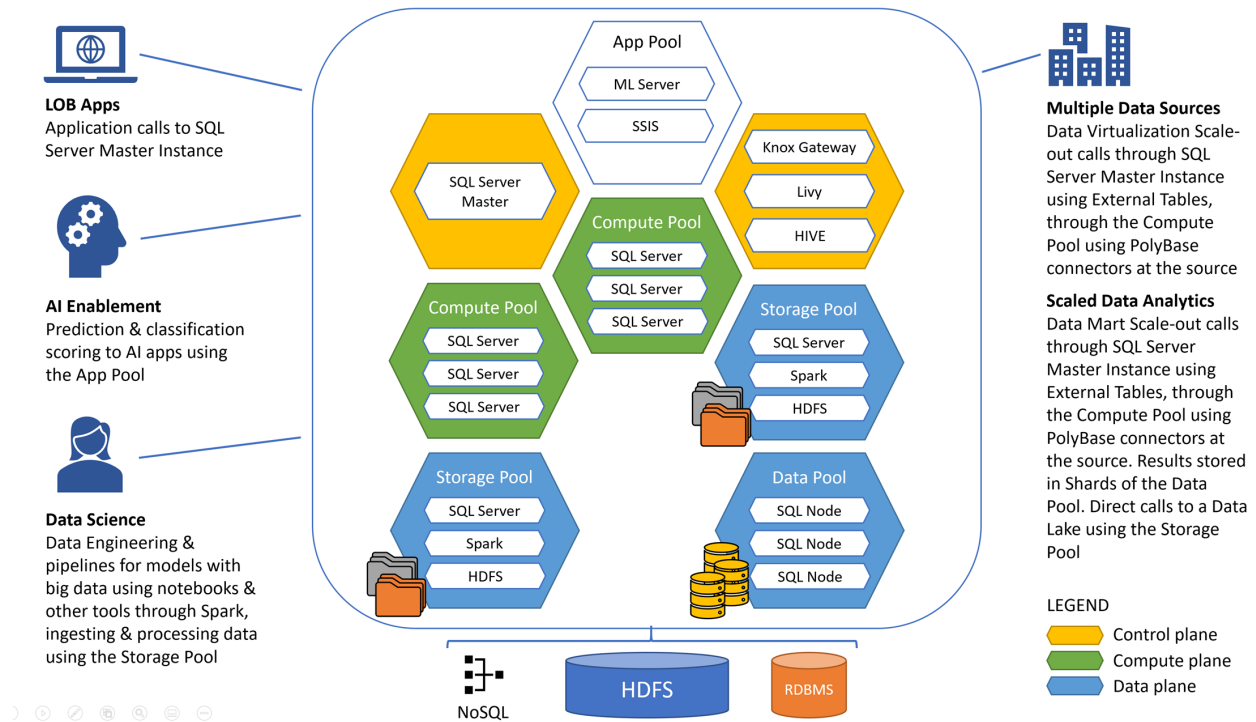 LOB Apps
Application calls to SQL
Server Master Instance
AI Enablement
Prediction & classification
scoring to AI apps using
the App Pool
Data Science
Data Engineering &
pipelines for models with
big data using notebooks &
other tools through Spark,
ingesting & processing data
using the Storage Pool
App Pool
ML Server
SSIS
SQL Server
Master
Knox Gateway
Livy
HIVE
Compute Pool
SQL Server
SQL Server
SQL Server
Compute Pool
SQL Server
SQL Server
SQL Server
Storage Pool
SQL Server
Spark
HDFS
Storage Pool
SQL Server
Spark
HDFS
Data Pool
SQL Node
SQL Node
SQL Node
NoSQL
HDFS
RDBMS
Multiple Data Sources
Data Virtualization Scale-
out calls through SQL
Server Master Instance
using External Tables,
through the Compute
Pool using PolyBase
connectors at the source
Scaled Data Analytics
Data Mart Scale-out calls
through SQL Server
Master Instance using
External Tables, through
the Compute Pool using
PolyBase connectors at
the source. Results stored
in Shards of the Data
Pool. Direct calls to a Data
Lake using the Storage
Pool
LEGEND
Control plane
Compute plane
Data plane